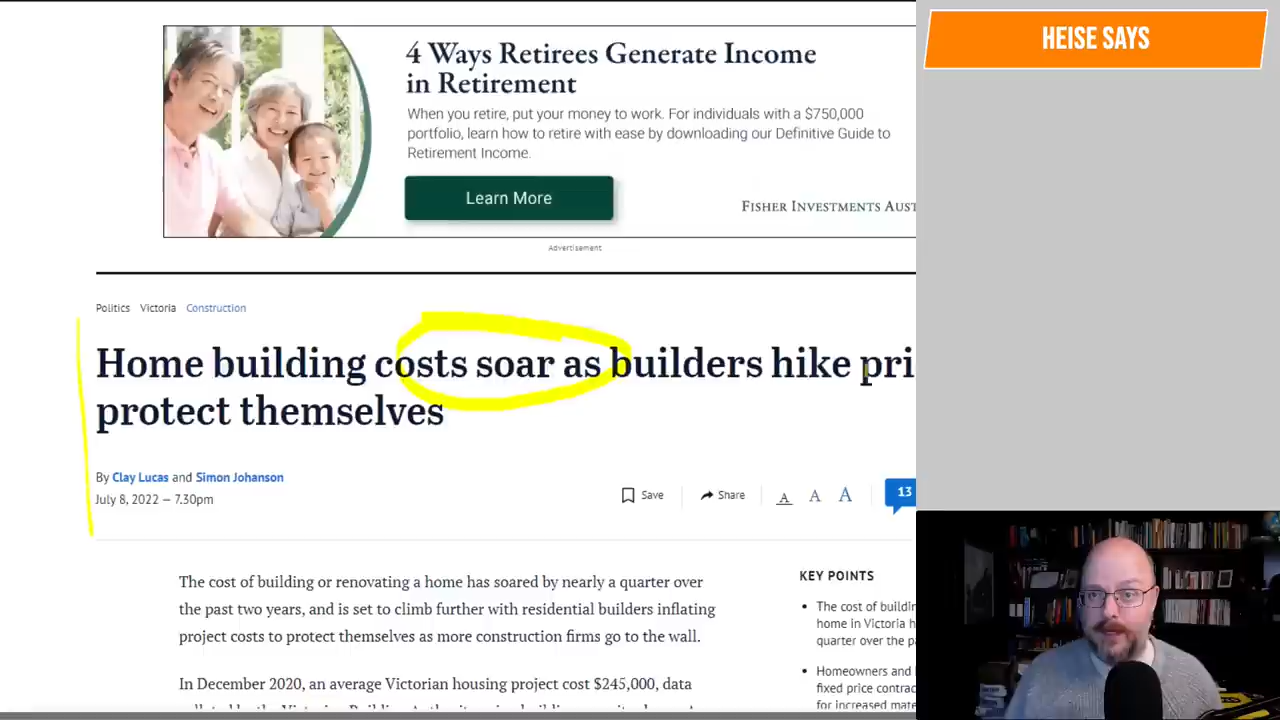 4 Ways Retirees Generate Income
in Retirement
When you retire, put your money to work. For individuals with a $750,000
portfolio, learn how to retire with ease by downloading our Definitive Guide to
Retirement Income.
Learn More
FISHER INVESTMENTS AUST
Advertisement
HEISE SAYS
Politics Victoria Construction
Home building costs soar as builders hike pri
protect themselves
By Clay Lucas and Simon Johanson
July 8, 2022 — 7.30pm
Save Share A A A 13
The cost of building or renovating a home has soared by nearly a quarter over
the past two years, and is set to climb further with residential builders inflating
project costs to protect themselves as more construction firms go to the wall.
In December 2020, an average Victorian housing project cost $245,000, data
KEY POINTS
• The cost of buildin
home in Victoria h
quarter over the pa
• Homeowners and
fixed price contrac
for increased mate